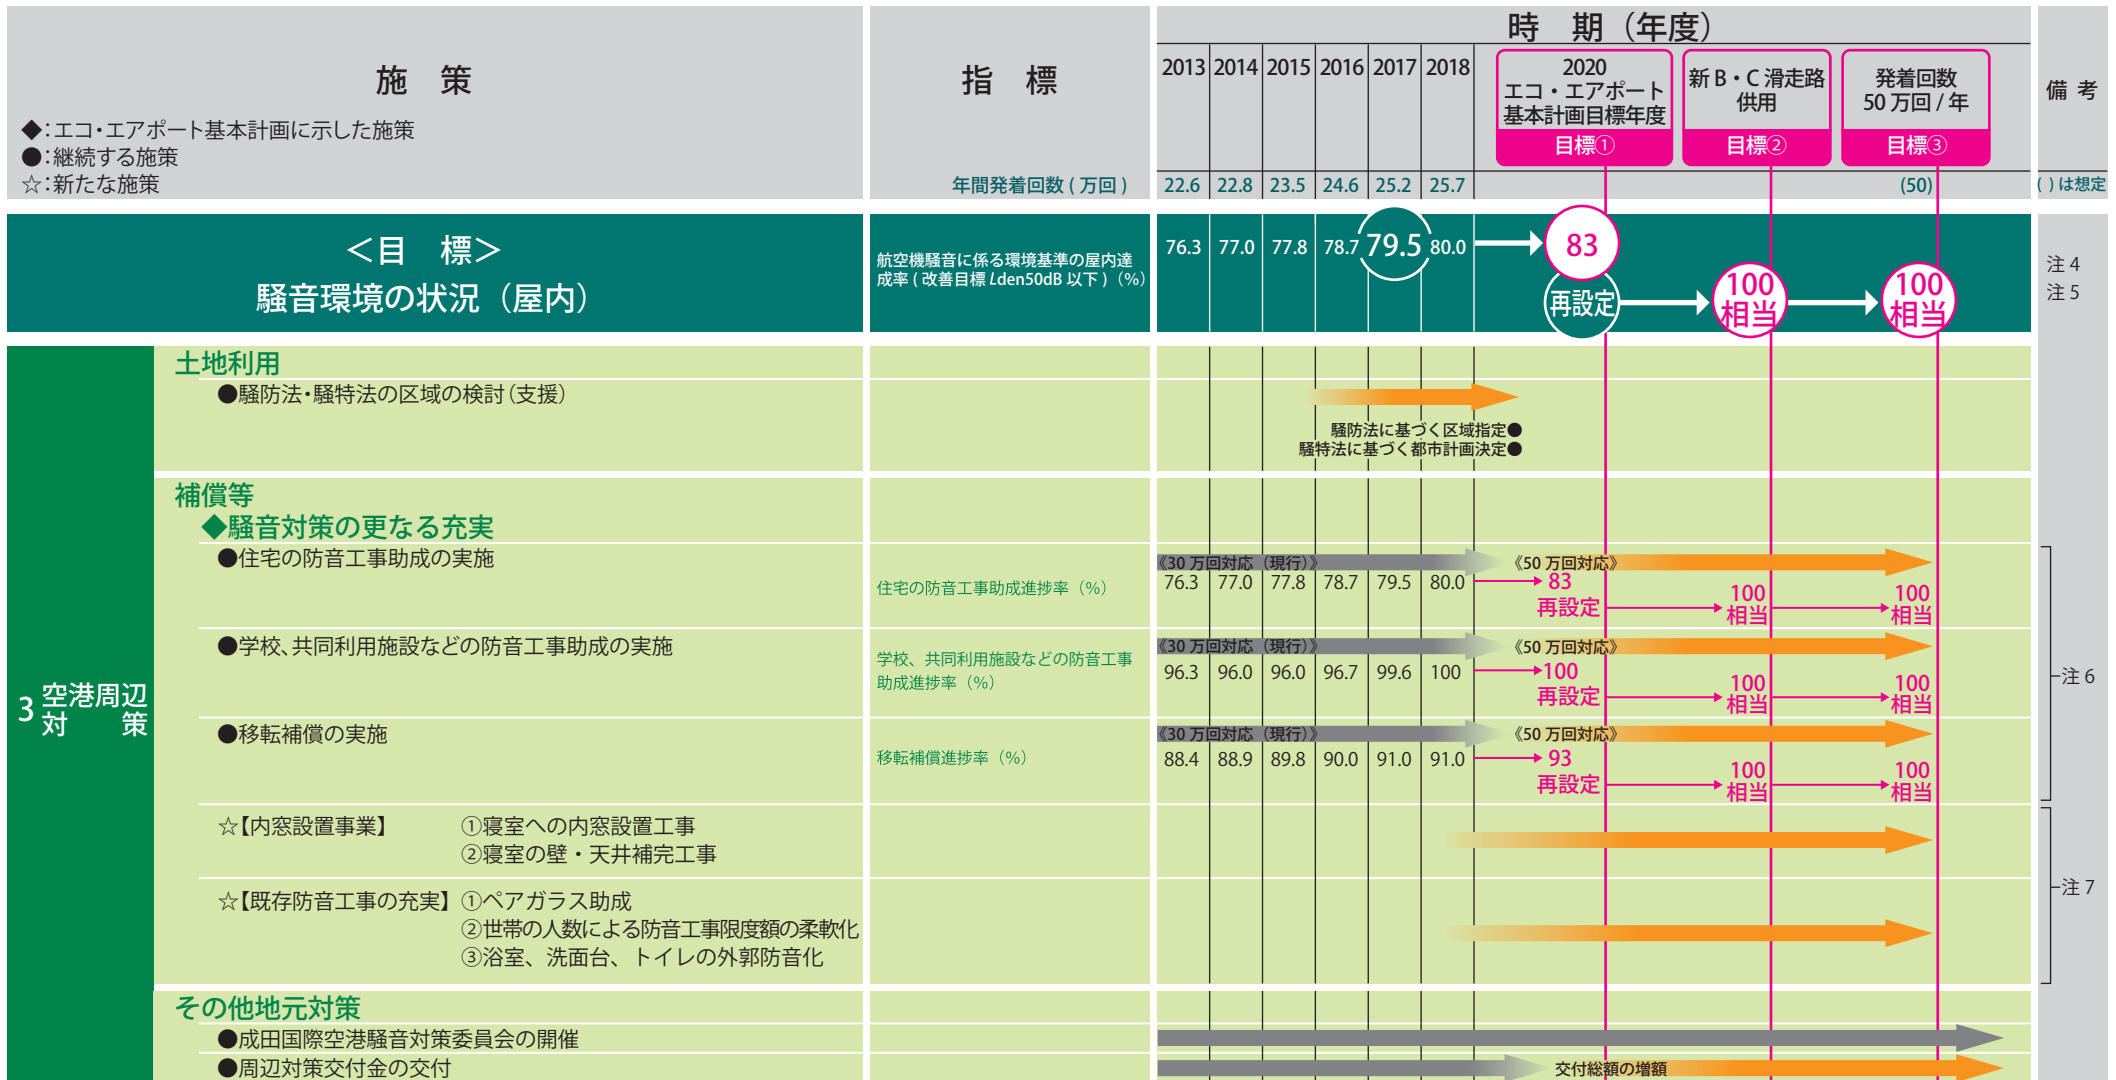 施　策
◆：エコ・エアポート基本計画に示した施策
●：継続する施策
☆：新たな施策
指　標
年間発着回数（万回）
時　期（年度）
2013 2014 2015 2016 2017 2018
2020
エコ・エアポート
基本計画目標年度
目標①
新B・C滑走路
供用
目標②
発着回数
50万回/年
目標③
備 考
22.6 22.8 23.5 24.6 25.2 25.7 (50)
( )は想定
＜目　標＞
騒音環境の状況（屋内）
航空機騒音に係る環境基準の屋内達
成率(改善目標 Lden50dB以下)（%）
76.3 77.0 77.8 78.7 79.5 80.0 83
再設定 100相当 100相当
注4
注5
3 空港周辺対　策
土地利用
●騒防法・騒特法の区域の検討（支援）
騒防法に基づく区域指定●
騒特法に基づく都市計画決定●
補償等
◆騒音対策の更なる充実
●住宅の防音工事助成の実施
住宅の防音工事助成進捗率（%）
《30万回対応（現行）》 《50万回対応》
76.3 77.0 77.8 78.7 79.5 80.0 83
再設定 100相当 100相当
●学校、共同利用施設などの防音工事助成の実施
学校、共同利用施設などの防音工事
助成進捗率（%）
《30万回対応（現行）》 《50万回対応》
96.3 96.0 96.0 96.7 99.6 100 100
再設定 100相当 100相当
注6
●移転補償の実施
移転補償進捗率（%）
《30万回対応（現行）》 《50万回対応》
88.4 88.9 89.8 90.0 91.0 91.0 93
再設定 100相当 100相当
☆【内窓設置事業】 ①寝室への内窓設置工事
②寝室の壁・天井補完工事
☆【既存防音工事の充実】 ①ペアガラス助成
②世帯の人数による防音工事限度額の柔軟化
③浴室、洗面台、トイレの外郭防音化
注7
その他地元対策
●成田国際空港騒音対策委員会の開催
●周辺対策交付金の交付
交付総額の増額